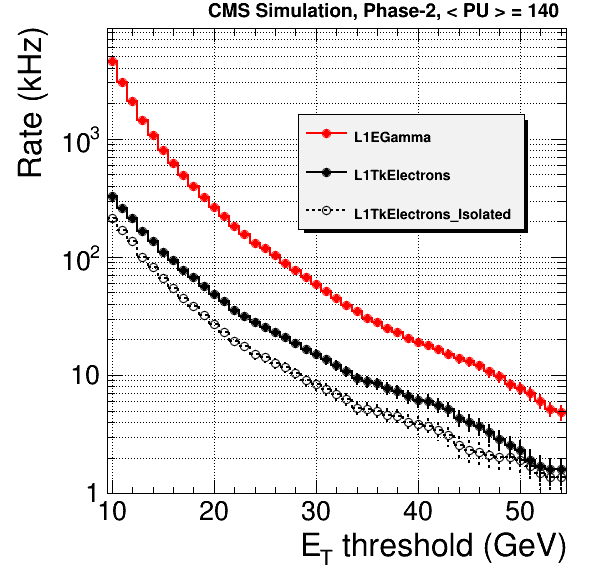 CMS Simulation, Phase-2, < PU > = 140
Rate (kHz)
10³
10²
10
1
L1EGamma
L1TkElectrons
L1TkElectrons_Isolated
10 20 30 40 50
E_T threshold (GeV)